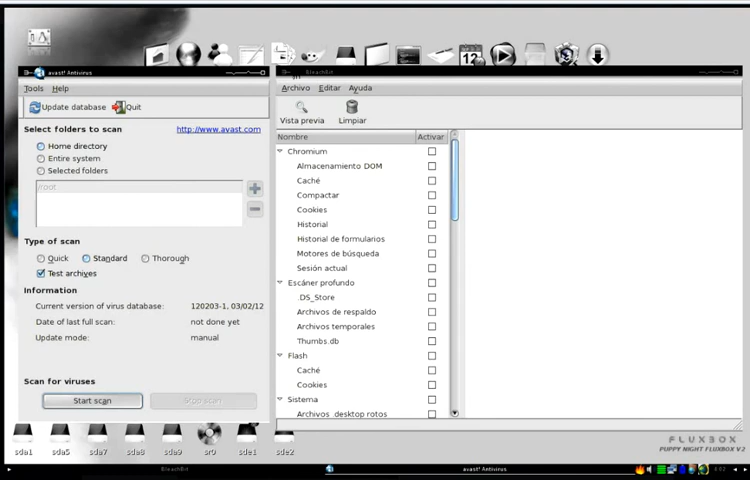 avast! Antivirus
Tools Help
Update database Quit
Select folders to scan http://www.avast.com
Home directory
Entire system
Selected folders
/root
Type of scan
Quick Standard Thorough
Test archives
Information
Current version of virus database: 120203-1, 03/02/12
Date of last full scan: not done yet
Update mode: manual
Scan for viruses
Start scan Stop scan
BleachBit
Archivo Editar Ayuda
Vista previa Limpiar
Nombre Activar
Chromium
Almacenamiento DOM
Caché
Compactar
Cookies
Historial
Historial de formularios
Motores de búsqueda
Sesión actual
Escáner profundo
.DS_Store
Archivos de respaldo
Archivos temporales
Thumbs.db
Flash
Caché
Cookies
Sistema
Archivos .desktop rotos
12
sda1 sda5 sda7 sda8 sda9 sr0 sde1 sde2
FLUXBOX
PUPPY NIGHT FLUXBOX V.2
BleachBit avast! Antivirus